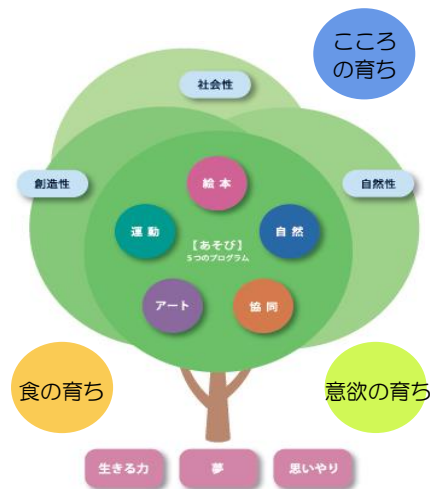 こころ
の育ち
社会性
創造性
絵本
自然性
運動
自然
【あそび】
5つのプログラム
アート
協同
食の育ち
意欲の育ち
生きる力
夢
思いやり